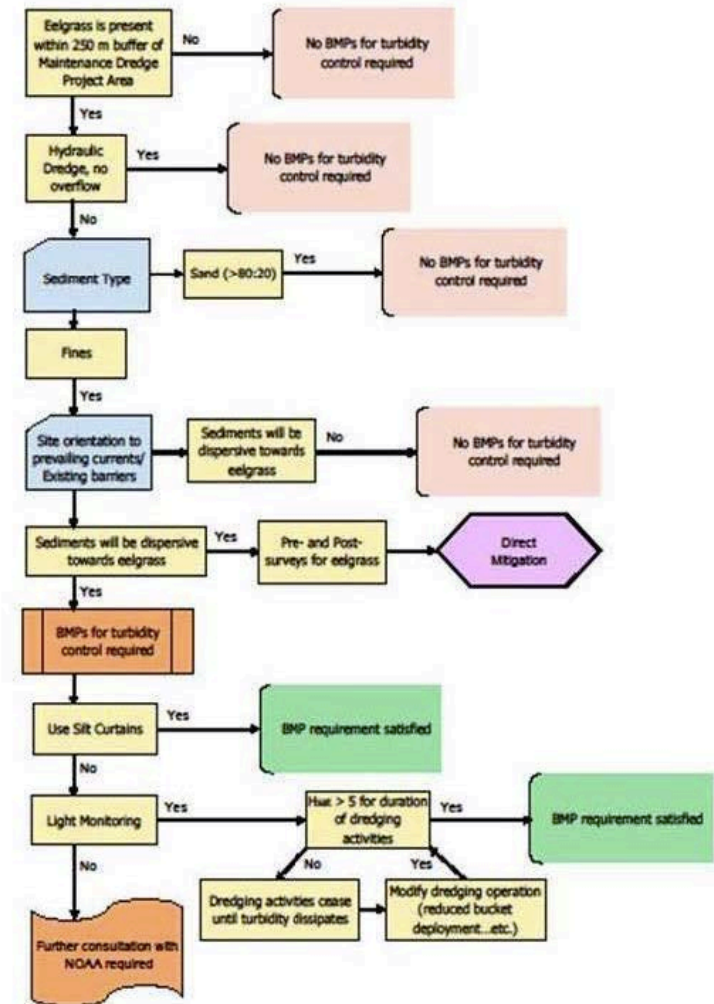 Eelgrass is present
within 250 m buffer of
Maintenance Dredge
Project Area
No
No BMPs for turbidity
control required
Yes
Hydraulic
Dredge, no
overflow
Yes
No BMPs for turbidity
control required
No
Sediment Type
Sand (>80:20)
Yes
No BMPs for turbidity
control required
Fines
Yes
Site orientation to
prevailing currents/
Existing barriers
Sediments will be
dispersive towards
eelgrass
No
No BMPs for turbidity
control required
Sediments will be dispersive
towards eelgrass
Yes
Pre- and Post-
surveys for eelgrass
Direct
Mitigation
Yes
BMPs for turbidity
control required
Use Silt Curtains
Yes
BMP requirement satisfied
No
Light Monitoring
Yes
Hsat > 5 for duration
of dredging
activities
Yes
BMP requirement satisfied
No
No
Yes
Dredging activities cease
until turbidity dissipates
Modify dredging operation
(reduced bucket
deployment...etc.)
Further consultation with
NOAA required